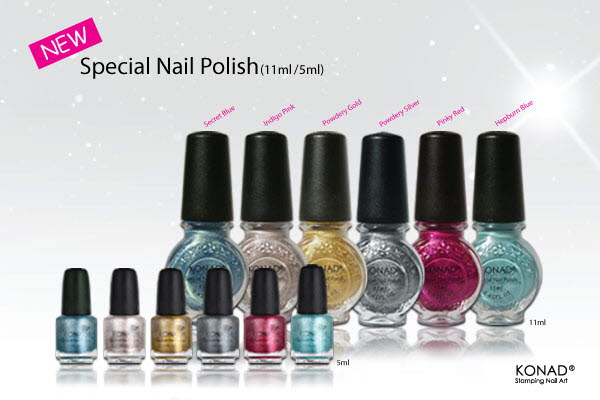 NEW
Special Nail Polish(11ml/5ml)
Secret Blue
Indigo Pink
Powdery Gold
Powdery Silver
Pinky Red
Hepburn Blue
KONAD®
11ml
5ml
KONAD®
Stamping Nail Art